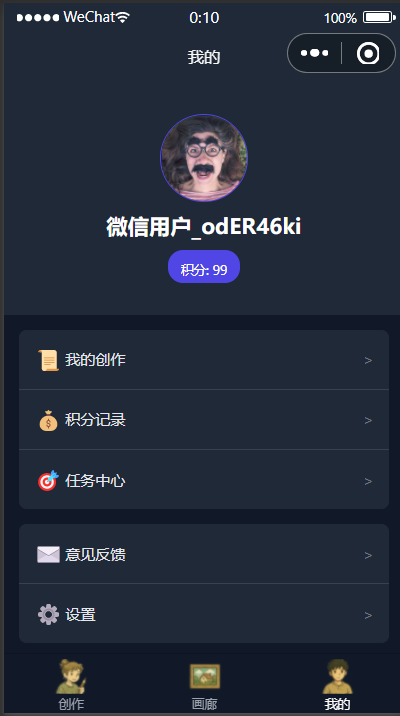 WeChat 0:10 100%
我的
微信用户_odER46ki
积分: 99
我的创作 >
积分记录 >
任务中心 >
意见反馈 >
设置 >
创作 画廊 我的